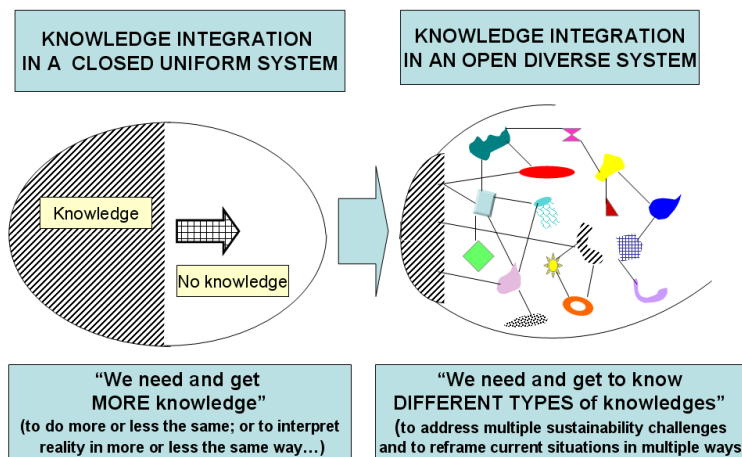 KNOWLEDGE INTEGRATION
IN A CLOSED UNIFORM SYSTEM
KNOWLEDGE INTEGRATION
IN AN OPEN DIVERSE SYSTEM
Knowledge
No knowledge
“We need and get
MORE knowledge”
(to do more or less the same; or to interpret
reality in more or less the same way…)
“We need and get to know
DIFFERENT TYPES of knowledges”
(to address multiple sustainability challenges
and to reframe current situations in multiple ways